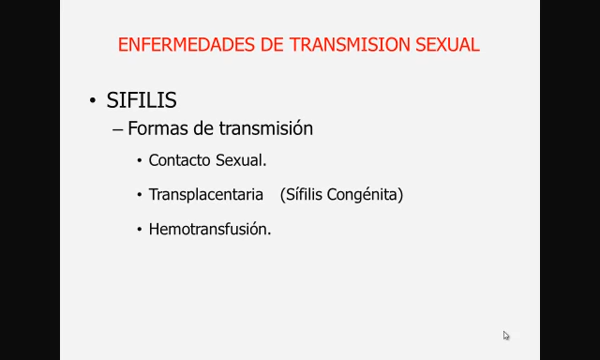 ENFERMEDADES DE TRANSMISION SEXUAL
• SIFILIS
– Formas de transmisión
• Contacto Sexual.
• Transplacentaria (Sífilis Congénita)
• Hemotransfusión.